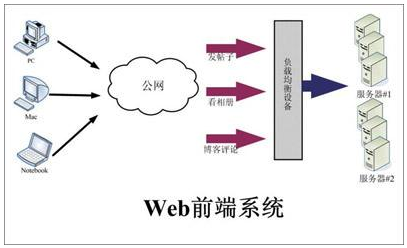 PC
Mac
Notebook
公网
发帖子
看相册
博客评论
负载均衡设备
服务器#1
服务器#2
Web前端系统